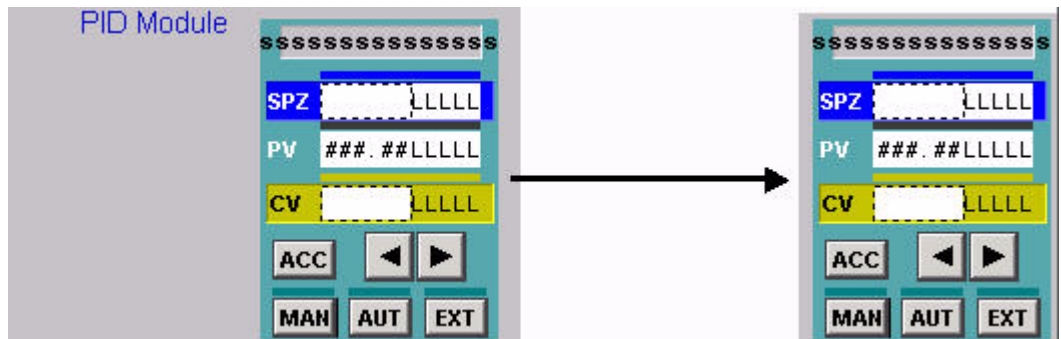 PID Module
sssssssssssssss sssssssssssssss
SPZ LLLLL SPZ LLLLL
PV ###.##LLLLL PV ###.##LLLLL
CV LLLLL CV LLLLL
ACC ◄ ► ACC ◄ ►
MAN AUT EXT MAN AUT EXT